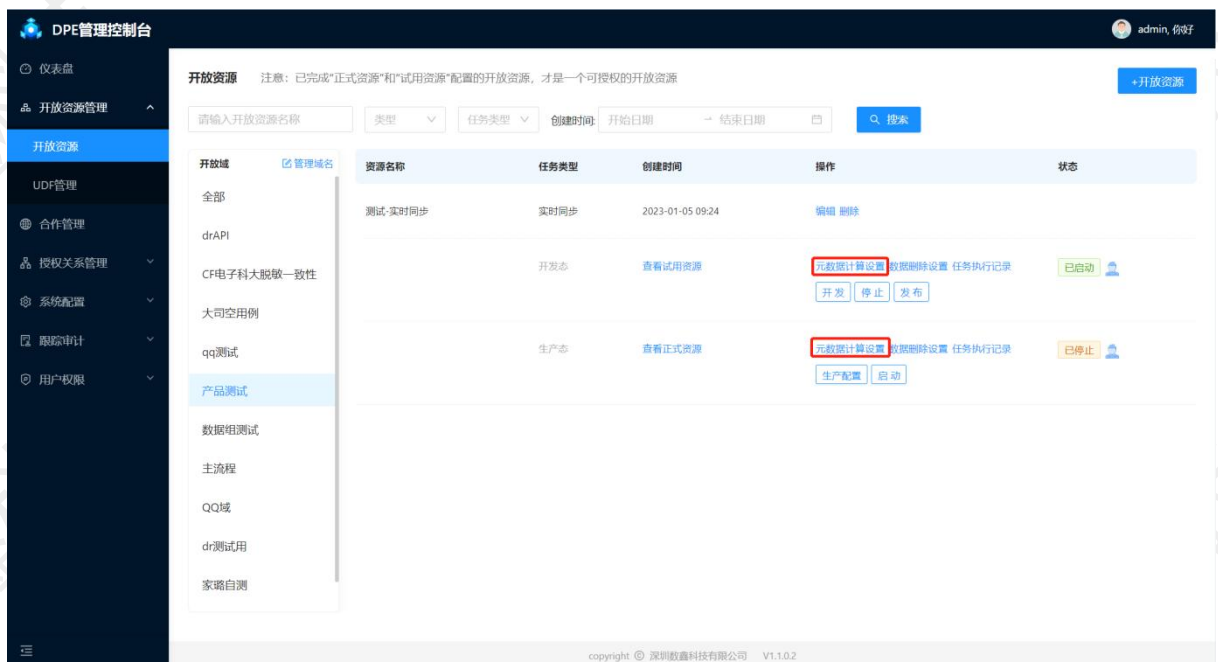 DPE管理控制台
admin, 你好
仪表盘
开放资源管理
开放资源
UDF管理
合作管理
授权关系管理
系统配置
跟踪审计
用户权限
开放资源 注意：已完成"正式资源"和"试用资源"配置的开放资源，才是一个可授权的开放资源
+开放资源
请输入开放资源名称 类型 任务类型 创建时间: 开始日期 → 结束日期 搜索
开放域 管理域名
全部
drAPI
CF电子科大脱敏一致性
大司空用例
qq测试
产品测试
数据组测试
主流程
QQ域
dr测试用
家璐自测
资源名称 任务类型 创建时间 操作 状态
测试-实时同步 实时同步 2023-01-05 09:24 编辑 删除
开发态 查看试用资源 元数据计算设置 数据删除设置 任务执行记录 已启动
开发 停止 发布
生产态 查看正式资源 元数据计算设置 数据删除设置 任务执行记录 已停止
生产配置 启动
copyright © 深圳数鑫科技有限公司 V1.1.0.2